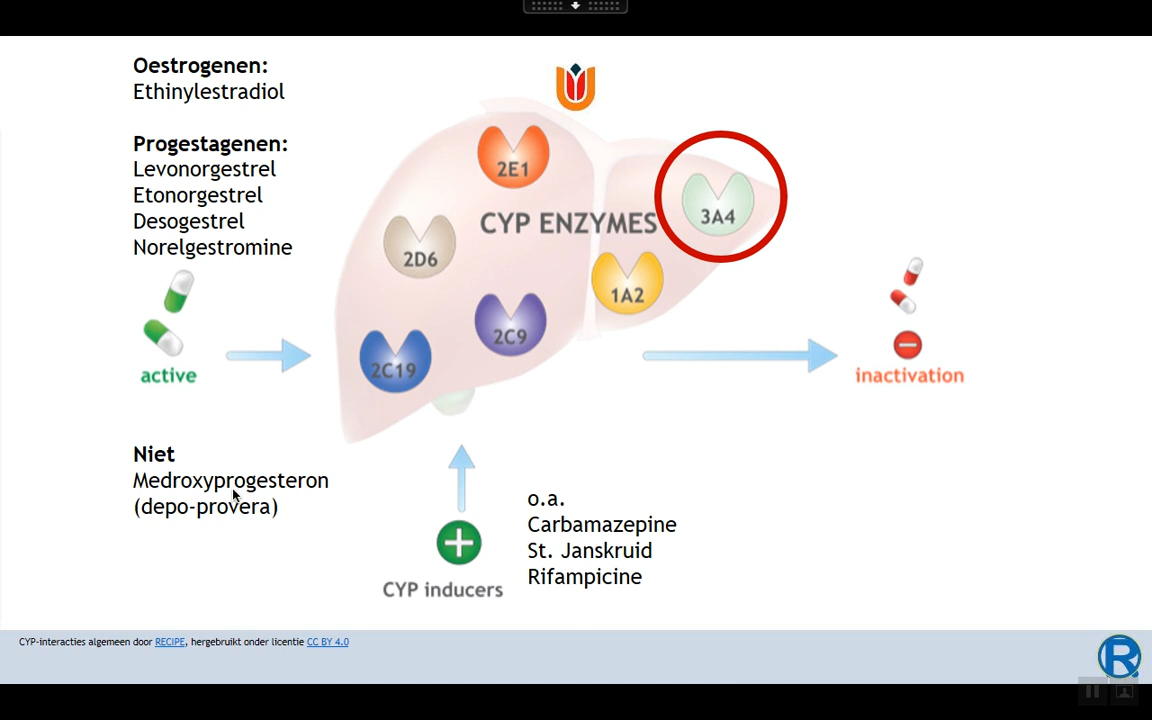 Oestrogenen:
Ethinylestradiol
Progestagenen:
Levonorgestrel
Etonorgestrel
Desogestrel
Norelgestromine
active
2E1
3A4
CYP ENZYMES
2D6
1A2
2C9
2C19
inactivation
Niet
Medroxyprogesteron
(depo-provera)
CYP inducers
o.a.
Carbamazepine
St. Janskruid
Rifampicine
CYP-interacties algemeen door RECIPE, hergebruikt onder licentie CC BY 4.0
R